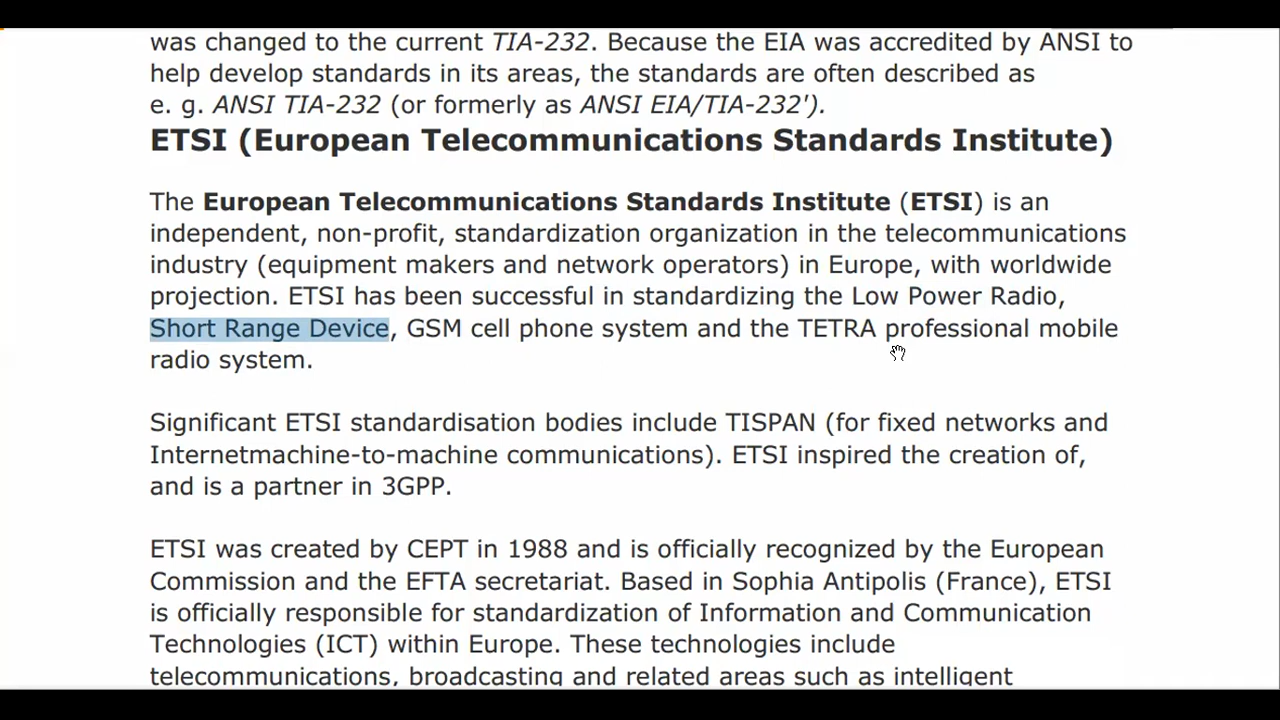 was changed to the current TIA-232. Because the EIA was accredited by ANSI to
help develop standards in its areas, the standards are often described as
e. g. ANSI TIA-232 (or formerly as ANSI EIA/TIA-232').
ETSI (European Telecommunications Standards Institute)
The European Telecommunications Standards Institute (ETSI) is an
independent, non-profit, standardization organization in the telecommunications
industry (equipment makers and network operators) in Europe, with worldwide
projection. ETSI has been successful in standardizing the Low Power Radio,
Short Range Device, GSM cell phone system and the TETRA professional mobile
radio system.
Significant ETSI standardisation bodies include TISPAN (for fixed networks and
Internetmachine-to-machine communications). ETSI inspired the creation of,
and is a partner in 3GPP.
ETSI was created by CEPT in 1988 and is officially recognized by the European
Commission and the EFTA secretariat. Based in Sophia Antipolis (France), ETSI
is officially responsible for standardization of Information and Communication
Technologies (ICT) within Europe. These technologies include
telecommunications, broadcasting and related areas such as intelligent